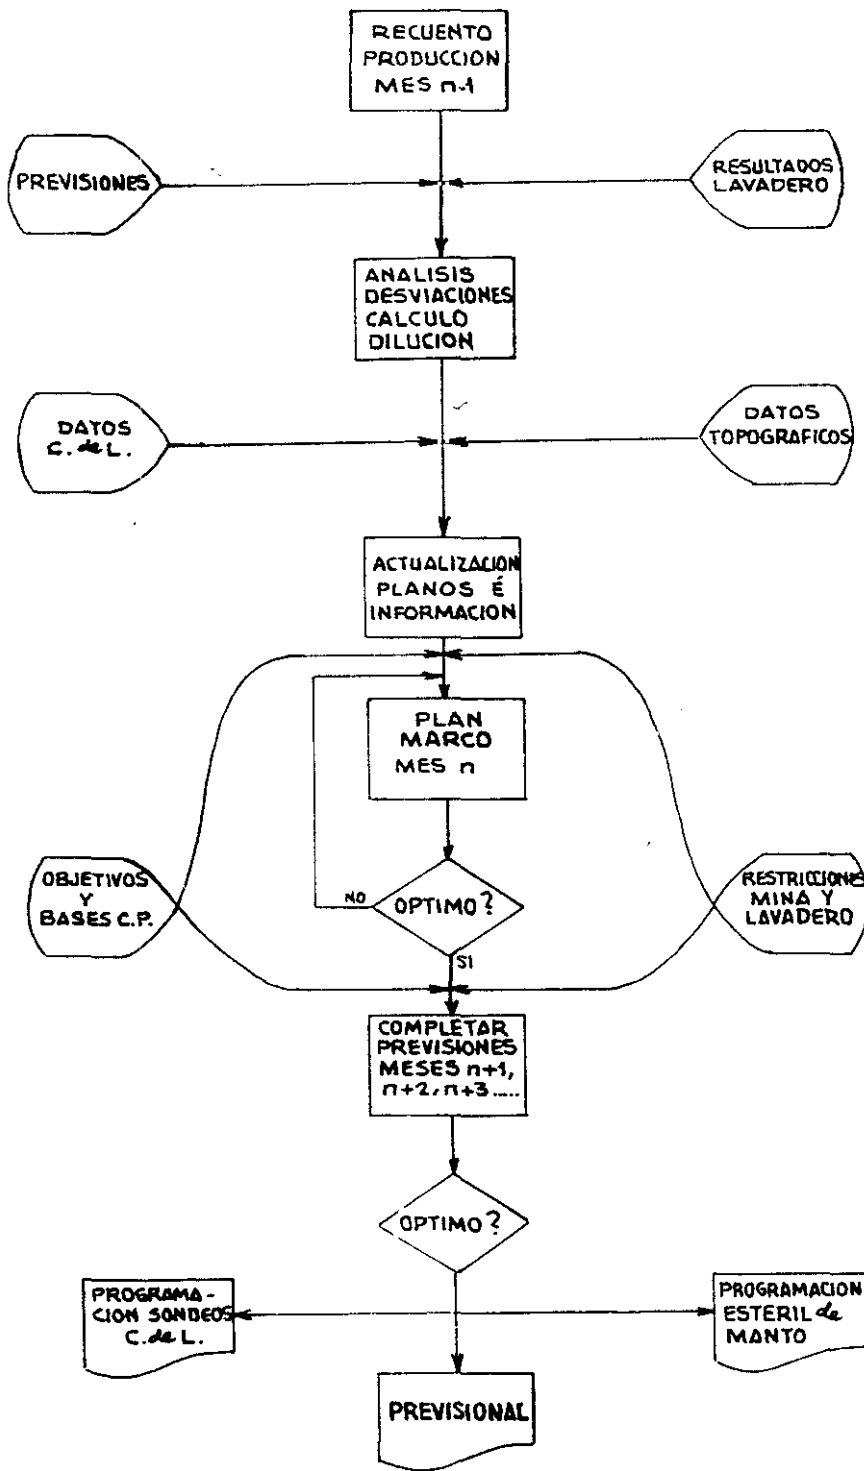 RECUENTO
PRODUCCION
MES n-1
PREVISIONES
RESULTADOS
LAVADERO
ANALISIS
DESVIACIONES
CALCULO
DILUCION
DATOS
C. de L.
DATOS
TOPOGRAFICOS
ACTUALIZACION
PLANOS É
INFORMACION
PLAN
MARCO
MES n
OBJETIVOS
Y
BASES C.P.
NO
OPTIMO?
RESTRICCIONES
MINA Y
LAVADERO
SI
COMPLETAR
PREVISIONES
MESES n+1,
n+2, n+3.....
OPTIMO?
PROGRAMA-
CION SONDEOS
C. de L.
PROGRAMACION
ESTERIL de
MANTO
PREVISIONAL